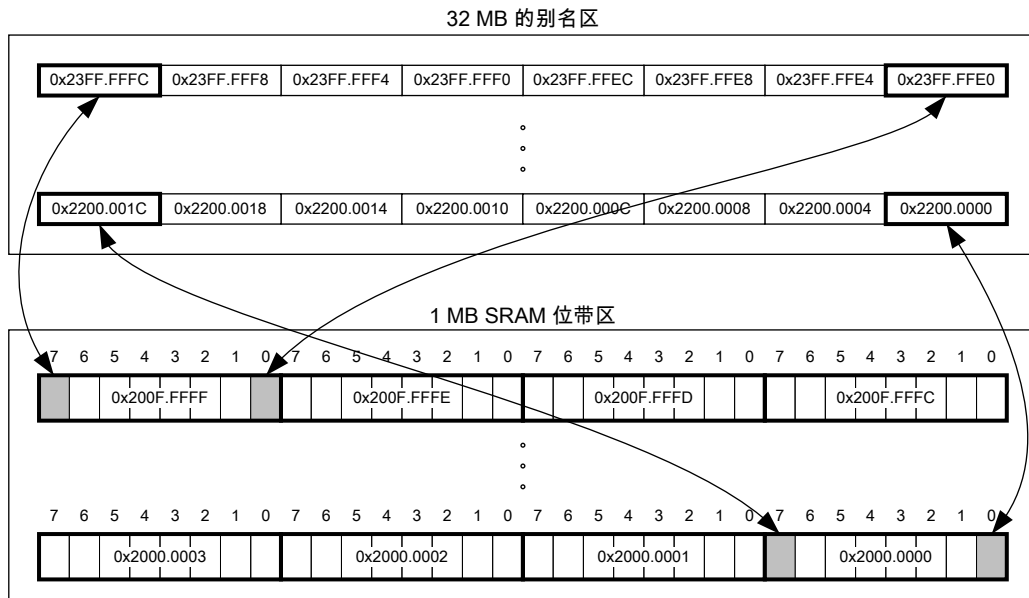 32 MB 的别名区
0x23FF.FFFC 0x23FF.FFF8 0x23FF.FFF4 0x23FF.FFF0 0x23FF.FFEC 0x23FF.FFE8 0x23FF.FFE4 0x23FF.FFE0
0x2200.001C 0x2200.0018 0x2200.0014 0x2200.0010 0x2200.000C 0x2200.0008 0x2200.0004 0x2200.0000
1 MB SRAM 位带区
7 6 5 4 3 2 1 0 7 6 5 4 3 2 1 0 7 6 5 4 3 2 1 0 7 6 5 4 3 2 1 0
0x200F.FFFF 0x200F.FFFE 0x200F.FFFD 0x200F.FFFC
7 6 5 4 3 2 1 0 7 6 5 4 3 2 1 0 7 6 5 4 3 2 1 0 7 6 5 4 3 2 1 0
0x2000.0003 0x2000.0002 0x2000.0001 0x2000.0000